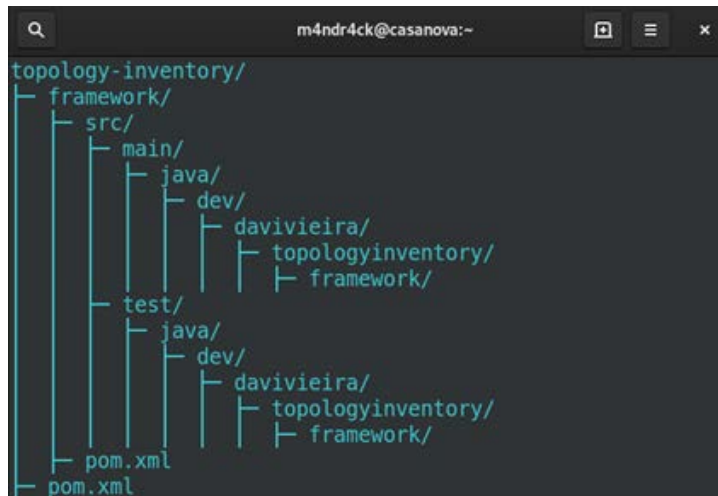 m4ndr4ck@casanova:~
topology-inventory/
├─ framework/
│  ├─ src/
│  │  ├─ main/
│  │  │  ├─ java/
│  │  │  │  ├─ dev/
│  │  │  │  │  ├─ davivieira/
│  │  │  │  │  │  ├─ topologyinventory/
│  │  │  │  │  │  │  ├─ framework/
│  │  ├─ test/
│  │  │  ├─ java/
│  │  │  │  ├─ dev/
│  │  │  │  │  ├─ davivieira/
│  │  │  │  │  │  ├─ topologyinventory/
│  │  │  │  │  │  │  ├─ framework/
│  ├─ pom.xml
├─ pom.xml